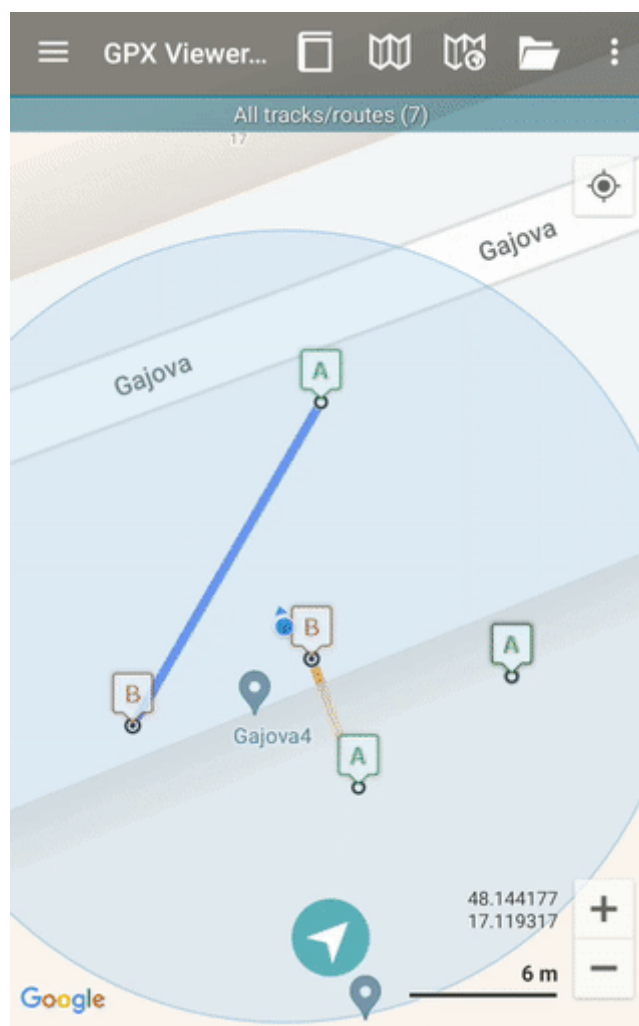 GPX Viewer...
All tracks/routes (7)
17
Gajova
Gajova
A
B
B
A
A
Gajova4
48.144177
17.119317
6 m
Google